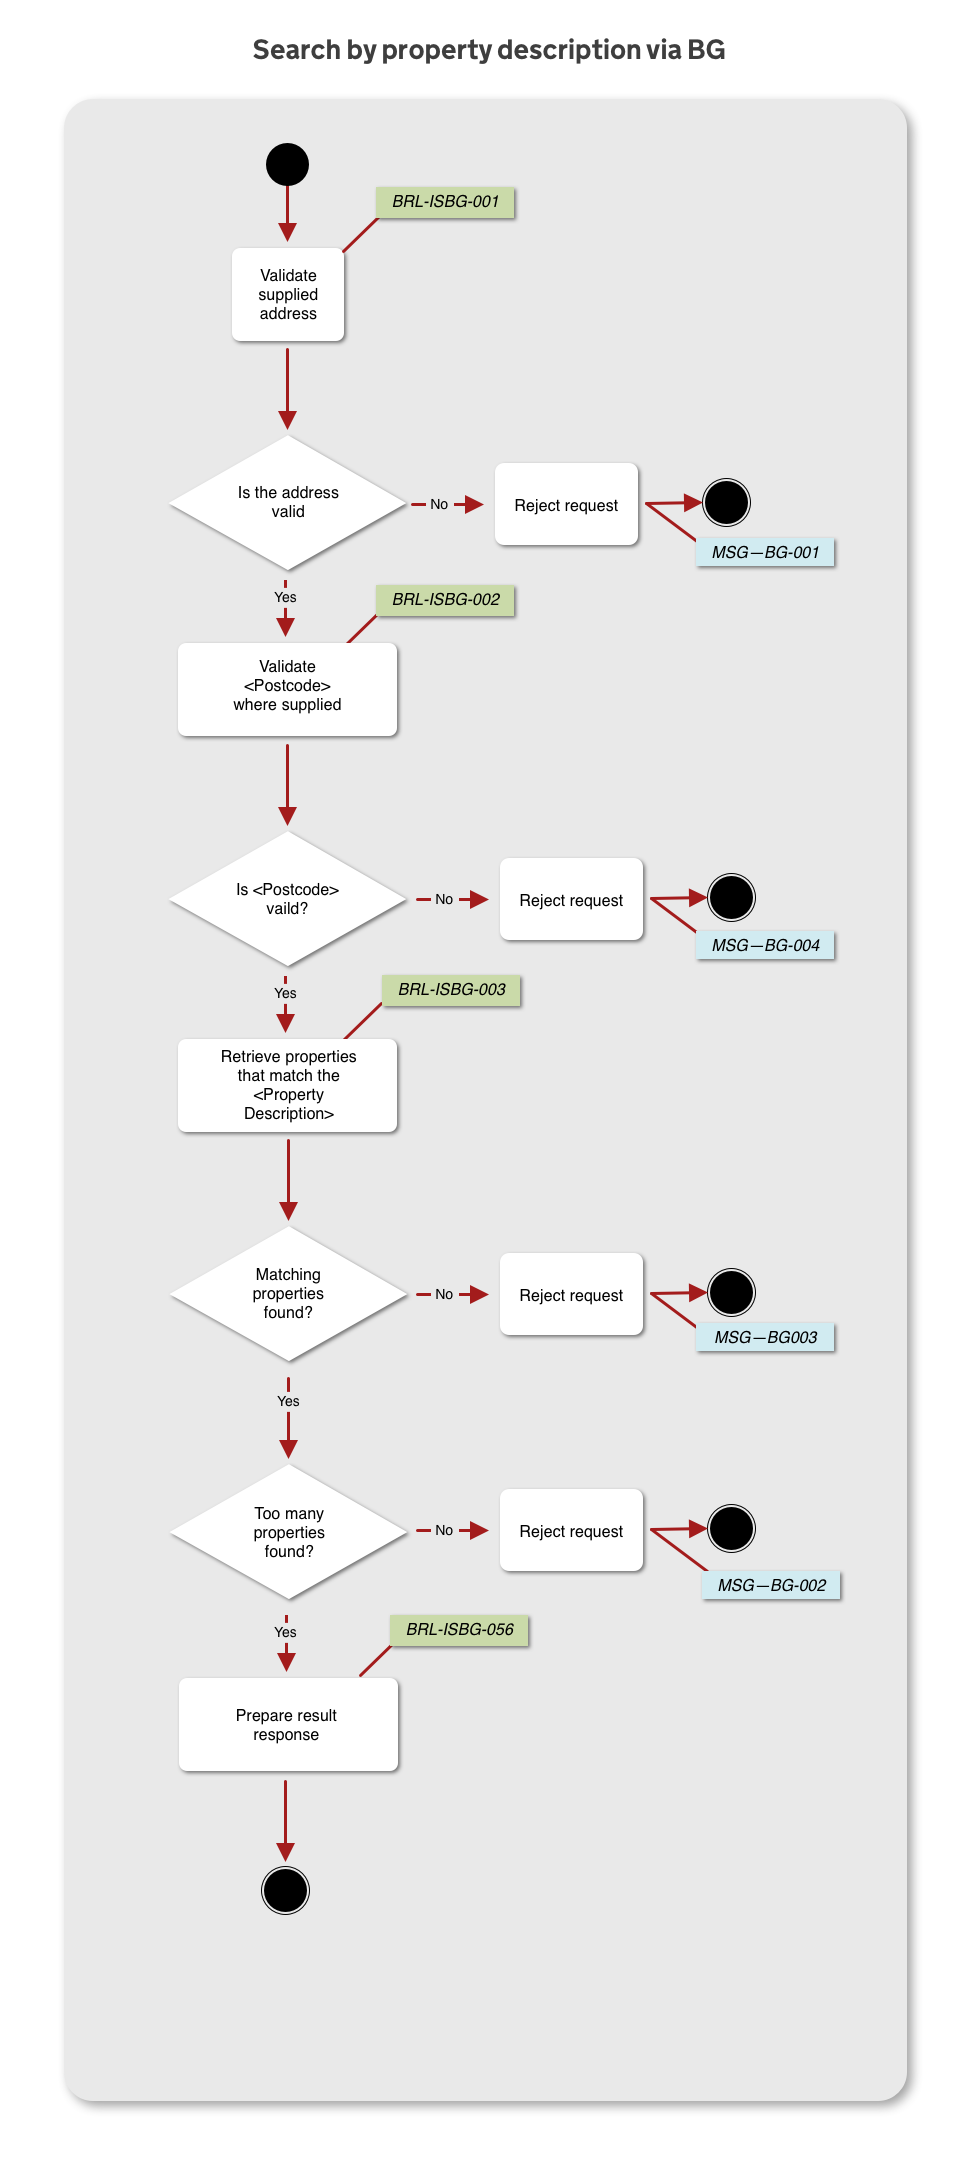 Search by property description via BG
BRL-ISBG-001
Validate
supplied
address
Is the address
valid
No
Reject request
MSG—BG-001
Yes
BRL-ISBG-002
Validate
<Postcode>
where supplied
Is <Postcode>
vaild?
No
Reject request
MSG—BG-004
Yes
BRL-ISBG-003
Retrieve properties
that match the
<Property
Description>
Matching
properties
found?
No
Reject request
MSG—BG003
Yes
Too many
properties
found?
No
Reject request
MSG—BG-002
Yes
BRL-ISBG-056
Prepare result
response